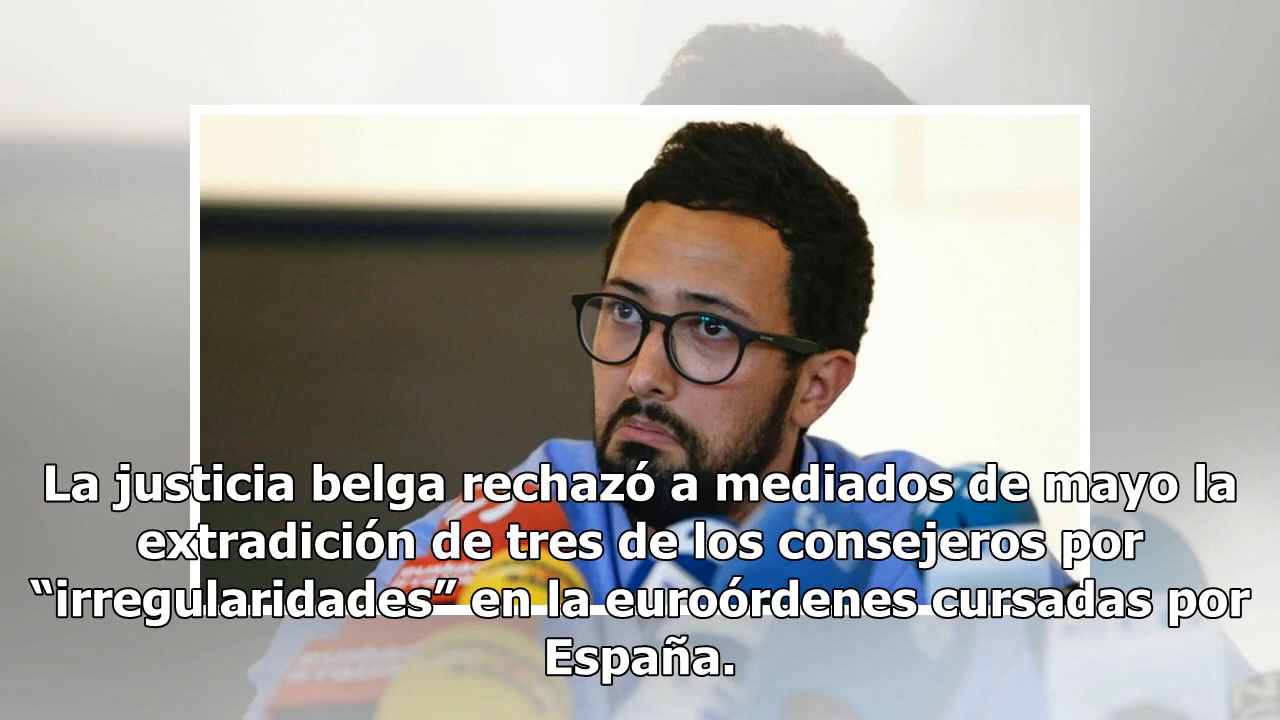 La justicia belga rechazó a mediados de mayo la
extradición de tres de los consejeros por
“irregularidades” en la euroórdenes cursadas por
España.